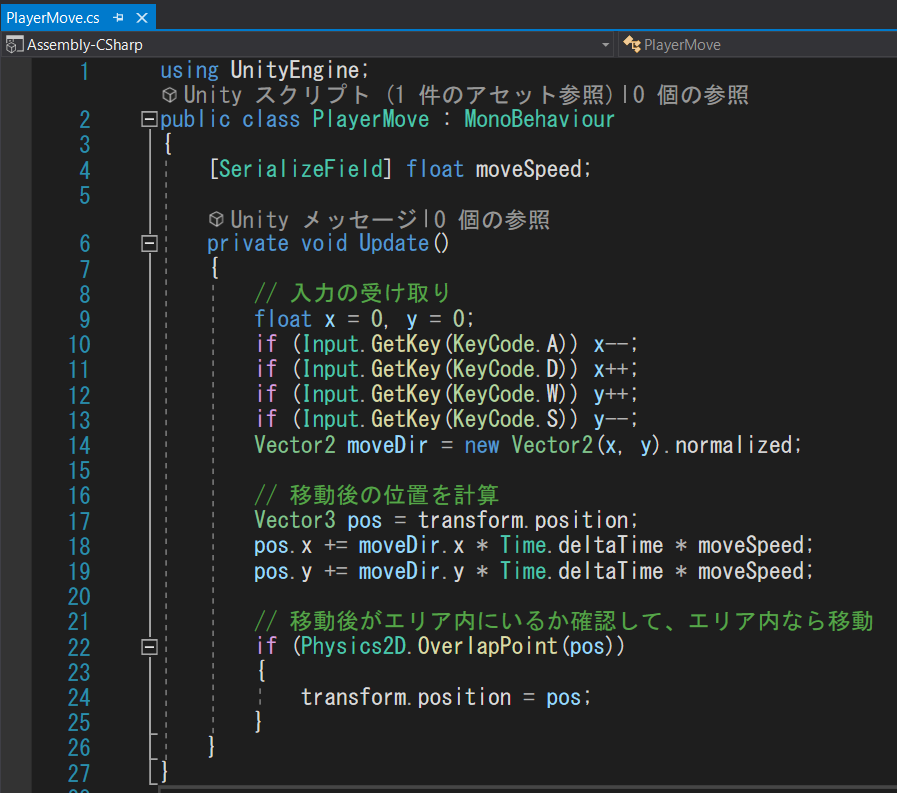 PlayerMove.cs
Assembly-CSharp
PlayerMove
1 using UnityEngine;
Unity スクリプト (1 件のアセット参照)|0 個の参照
2 public class PlayerMove : MonoBehaviour
3 {
4 [SerializeField] float moveSpeed;
5
Unity メッセージ|0 個の参照
6 private void Update()
7 {
8 // 入力の受け取り
9 float x = 0, y = 0;
10 if (Input.GetKey(KeyCode.A)) x--;
11 if (Input.GetKey(KeyCode.D)) x++;
12 if (Input.GetKey(KeyCode.W)) y++;
13 if (Input.GetKey(KeyCode.S)) y--;
14 Vector2 moveDir = new Vector2(x, y).normalized;
15
16 // 移動後の位置を計算
17 Vector3 pos = transform.position;
18 pos.x += moveDir.x * Time.deltaTime * moveSpeed;
19 pos.y += moveDir.y * Time.deltaTime * moveSpeed;
20
21 // 移動後がエリア内にいるか確認して、エリア内なら移動
22 if (Physics2D.OverlapPoint(pos))
23 {
24 transform.position = pos;
25 }
26 }
27 }